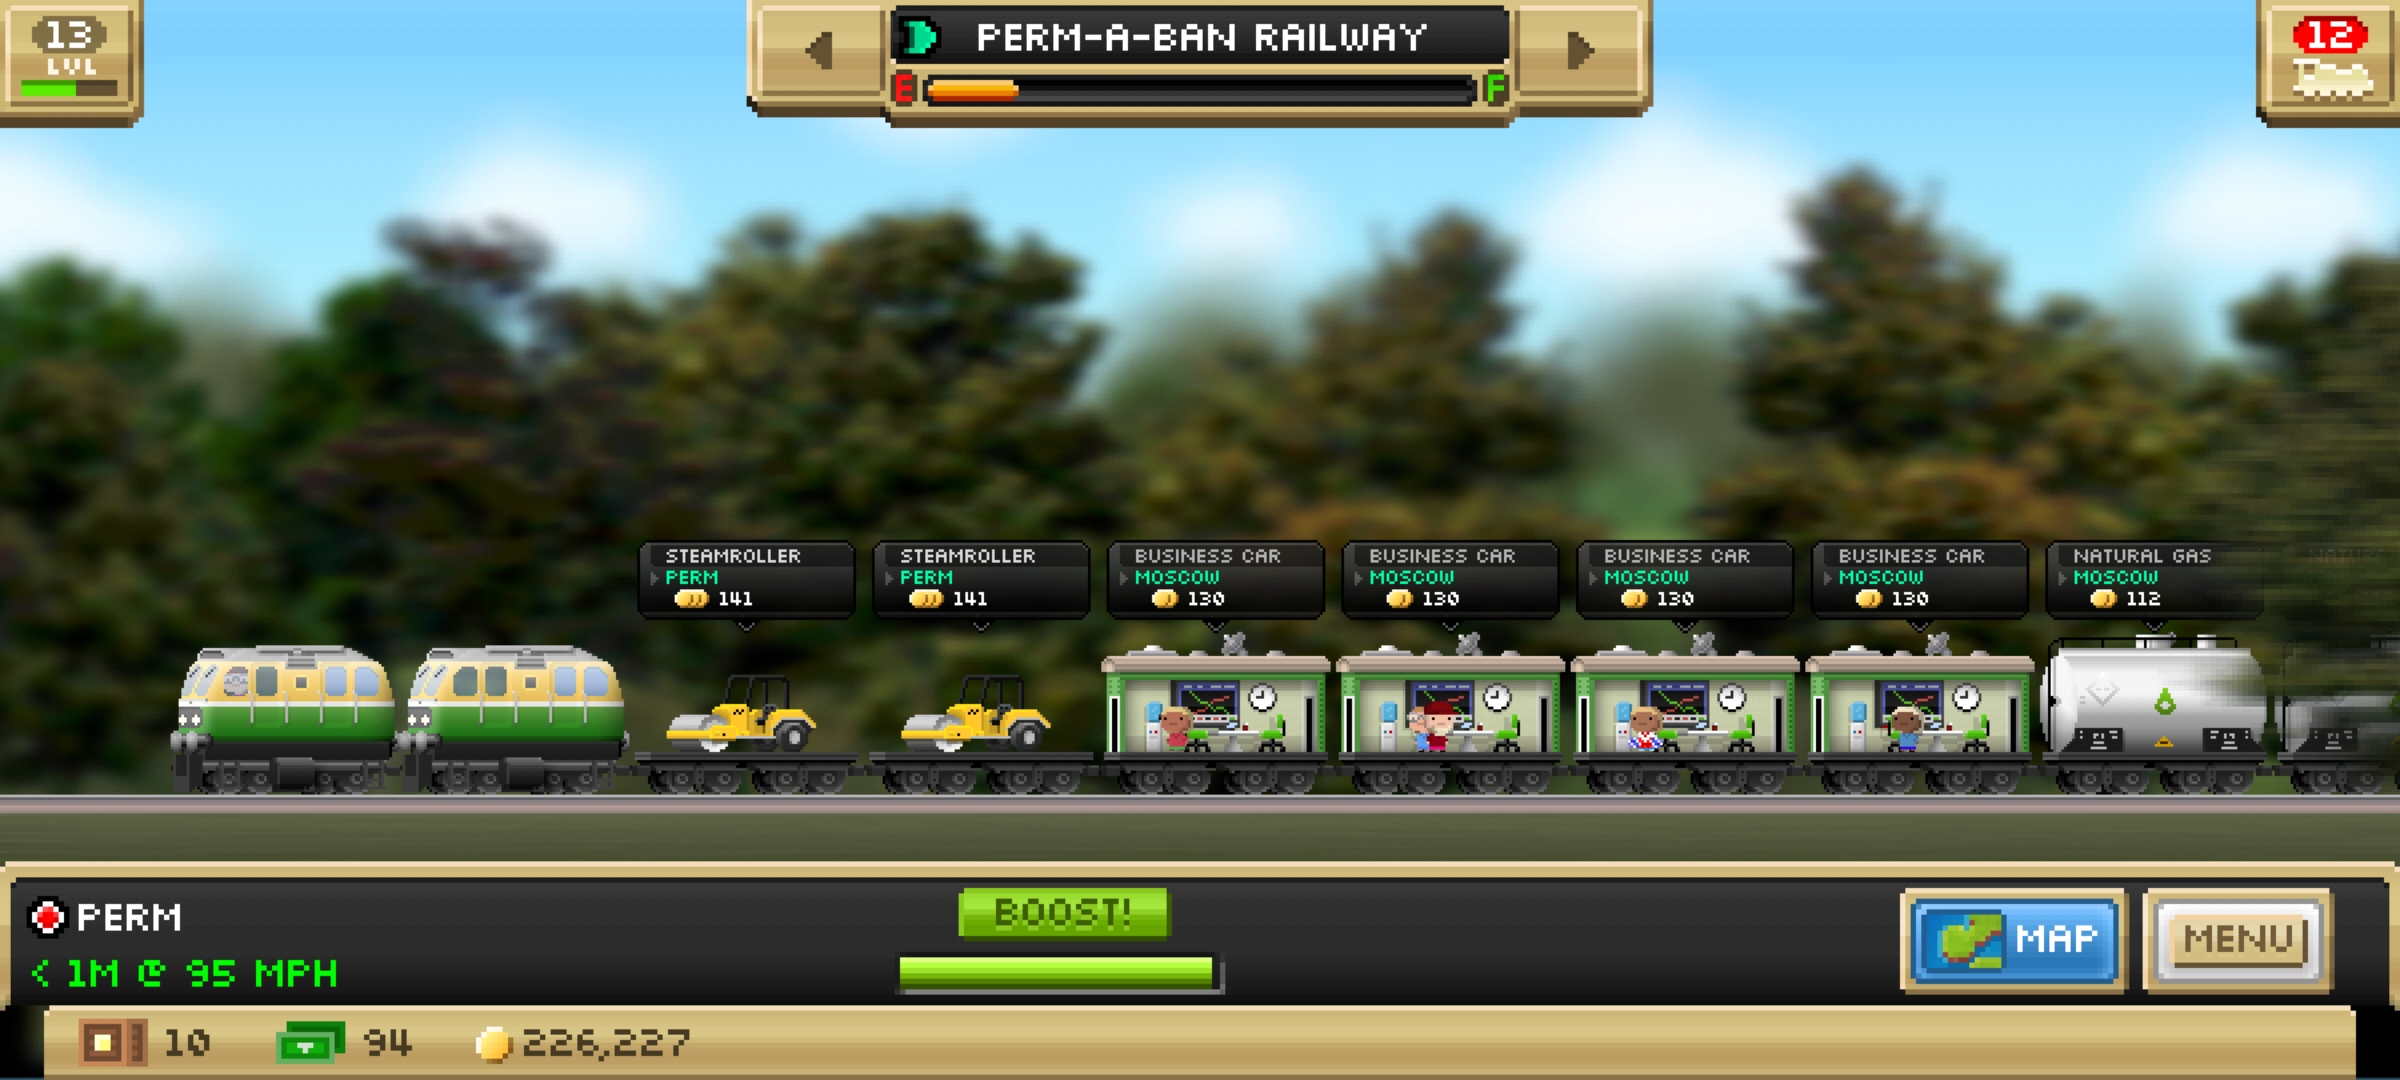 13
LVL
PERM-A-BAN RAILWAY
E F
12
STEAMROLLER
PERM
141
STEAMROLLER
PERM
141
BUSINESS CAR
MOSCOW
130
BUSINESS CAR
MOSCOW
130
BUSINESS CAR
MOSCOW
130
BUSINESS CAR
MOSCOW
130
NATURAL GAS
MOSCOW
112
PERM
< 1M @ 95 MPH
BOOST!
MAP
MENU
10
94
226,227